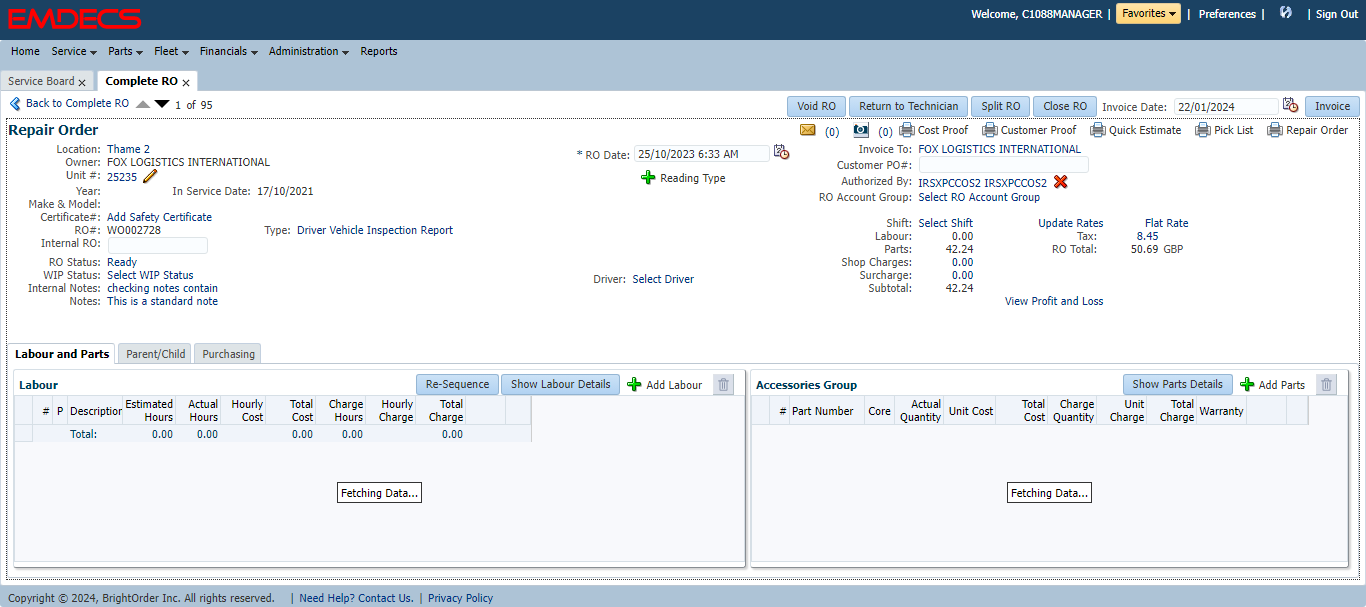 EMDECS
Welcome, C1088MANAGER | Favorites | Preferences | | Sign Out
Home Service Parts Fleet Financials Administration Reports
Service Board x Complete RO x
Back to Complete RO 1 of 95 Void RO Return to Technician Split RO Close RO Invoice Date: 22/01/2024 Invoice
Repair Order (0) (0) Cost Proof Customer Proof Quick Estimate Pick List Repair Order
Location: Thame 2 * RO Date: 25/10/2023 6:33 AM Invoice To: FOX LOGISTICS INTERNATIONAL
Owner: FOX LOGISTICS INTERNATIONAL Customer PO#:
Unit #: 25235 Reading Type Authorized By: IRSXPCCOS2 IRSXPCCOS2
Year: In Service Date: 17/10/2021 RO Account Group: Select RO Account Group
Make & Model:
Certificate#: Add Safety Certificate Shift: Select Shift Update Rates Flat Rate
RO#: WO002728 Type: Driver Vehicle Inspection Report Labour: 0.00 Tax: 8.45
Internal RO: Parts: 42.24 RO Total: 50.69 GBP
RO Status: Ready Shop Charges: 0.00
WIP Status: Select WIP Status Driver: Select Driver Surcharge: 0.00
Internal Notes: checking notes contain Subtotal: 42.24
Notes: This is a standard note View Profit and Loss
Labour and Parts Parent/Child Purchasing
Labour Re-Sequence Show Labour Details Add Labour
# P Description Estimated Hours Actual Hours Hourly Cost Total Cost Charge Hours Hourly Charge Total Charge
Total: 0.00 0.00 0.00 0.00 0.00
Fetching Data...
Accessories Group Show Parts Details Add Parts
# Part Number Core Actual Quantity Unit Cost Total Cost Charge Quantity Unit Charge Total Charge Warranty
Fetching Data...
Copyright © 2024, BrightOrder Inc. All rights reserved. | Need Help? Contact Us. | Privacy Policy